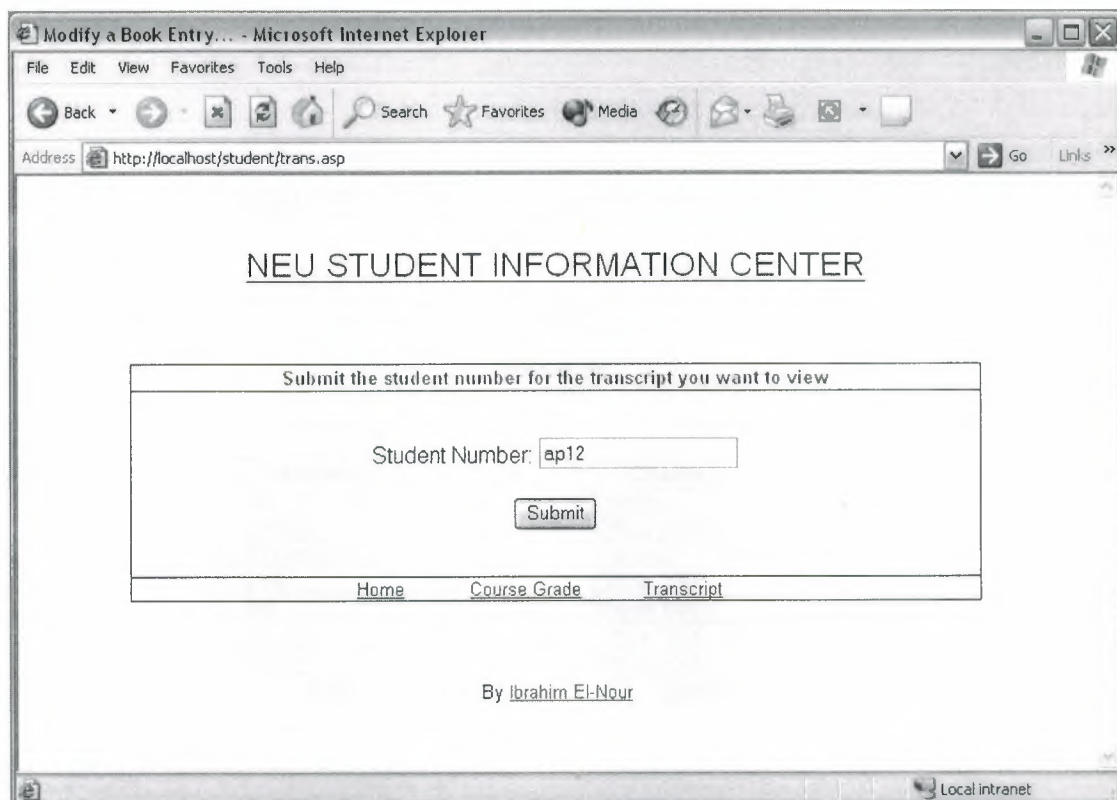 Modify a Book Entry... - Microsoft Internet Explorer
File Edit View Favorites Tools Help
Back Search Favorites Media
Address http://localhost/student/trans.asp Go Links »
NEU STUDENT INFORMATION CENTER
Submit the student number for the transcript you want to view
Student Number: ap12
Submit
Home Course Grade Transcript
By Ibrahim El-Nour
Local intranet